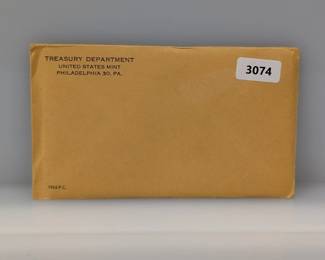 TREASURY DEPARTMENT
UNITED STATES MINT
PHILADELPHIA 30, PA.
3074
P.C.